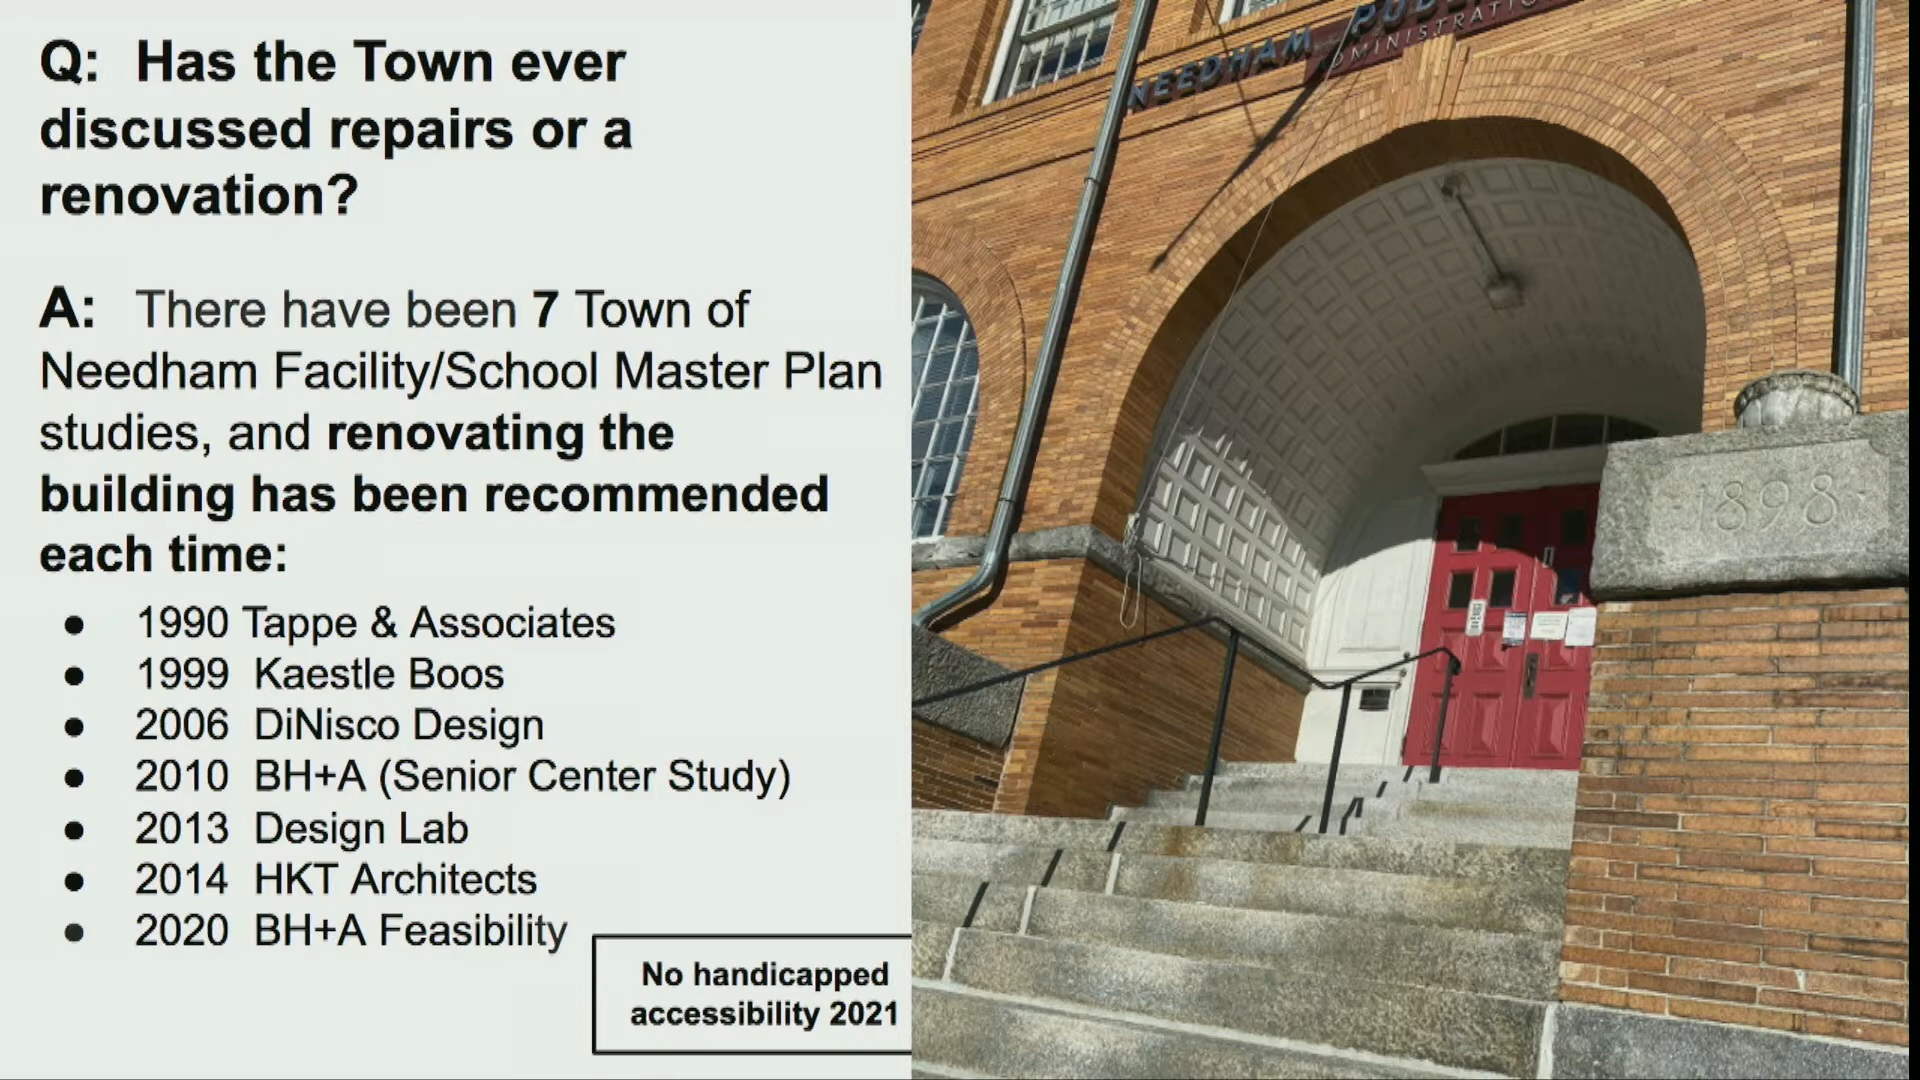 Q: Has the Town ever
discussed repairs or a
renovation?
A: There have been 7 Town of
Needham Facility/School Master Plan
studies, and renovating the
building has been recommended
each time:
● 1990 Tappe & Associates
● 1999 Kaestle Boos
● 2006 DiNisco Design
● 2010 BH+A (Senior Center Study)
● 2013 Design Lab
● 2014 HKT Architects
● 2020 BH+A Feasibility
No handicapped
accessibility 2021
NEEDHAM
1898